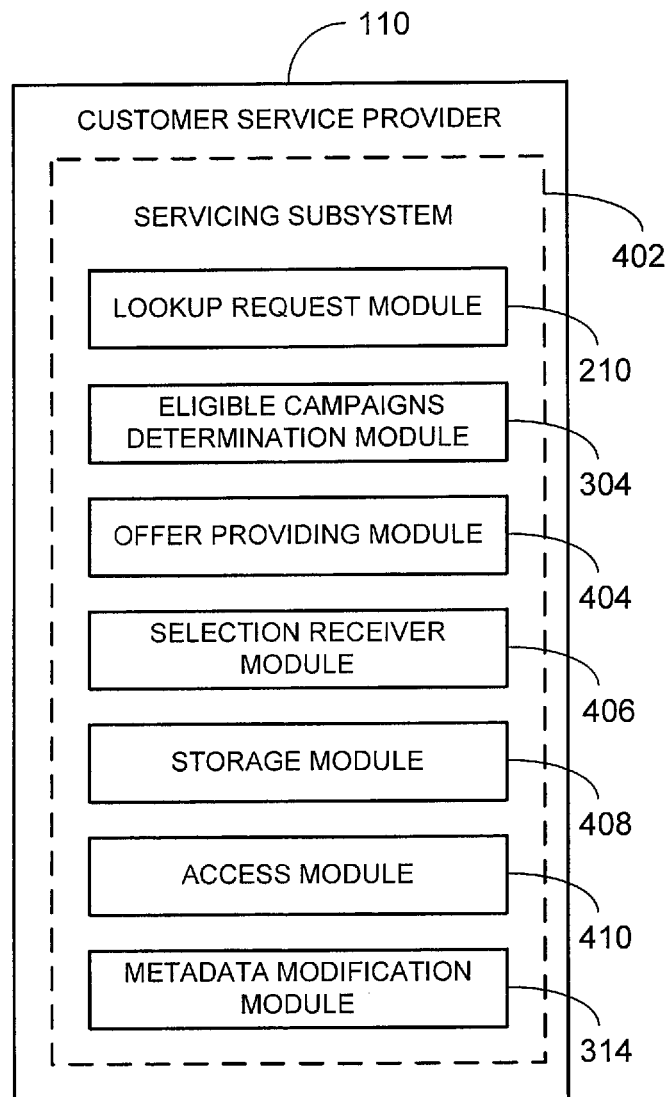 110
CUSTOMER SERVICE PROVIDER
SERVICING SUBSYSTEM
402
LOOKUP REQUEST MODULE
210
ELIGIBLE CAMPAIGNS
DETERMINATION MODULE
304
OFFER PROVIDING MODULE
404
SELECTION RECEIVER
MODULE
406
STORAGE MODULE
408
ACCESS MODULE
410
METADATA MODIFICATION
MODULE
314